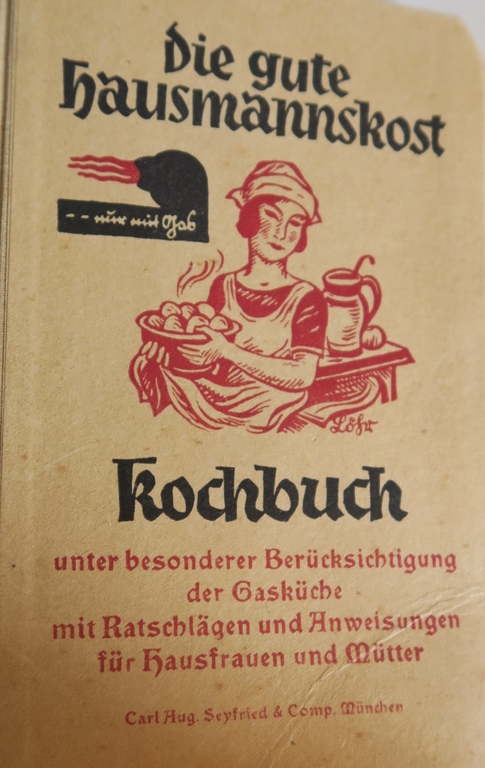 Die gute
Hausmannskost
-- nur mit Gas
Löhr
Kochbuch
unter besonderer Berücksichtigung
der Gasküche
mit Ratschlägen und Anweisungen
für Hausfrauen und Mütter
Carl Aug. Seyfried & Comp. München